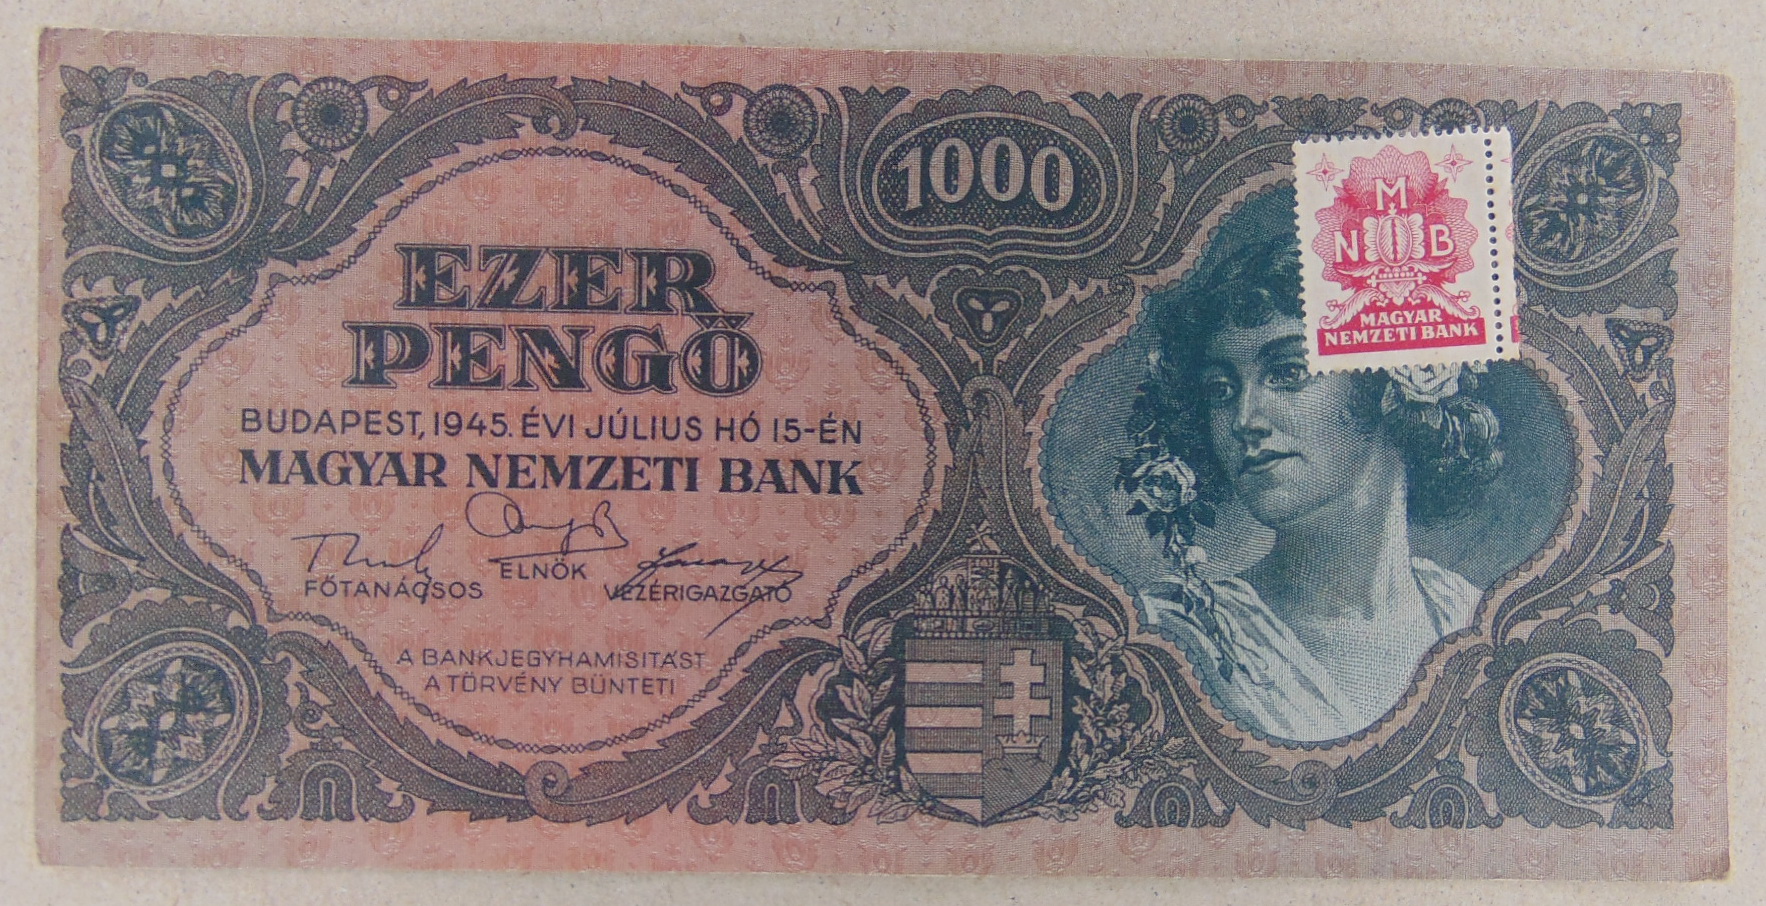 1000
EZER
PENGŐ
BUDAPEST, 1945. ÉVI JÚLIUS HÓ 15-ÉN
MAGYAR NEMZETI BANK
FŐTANÁCSOS
ELNÖK
VEZÉRIGAZGATÓ
A BANKJEGYHAMISITÁST
A TÖRVÉNY BÜNTETI
M
N B
MAGYAR
NEMZETI BANK